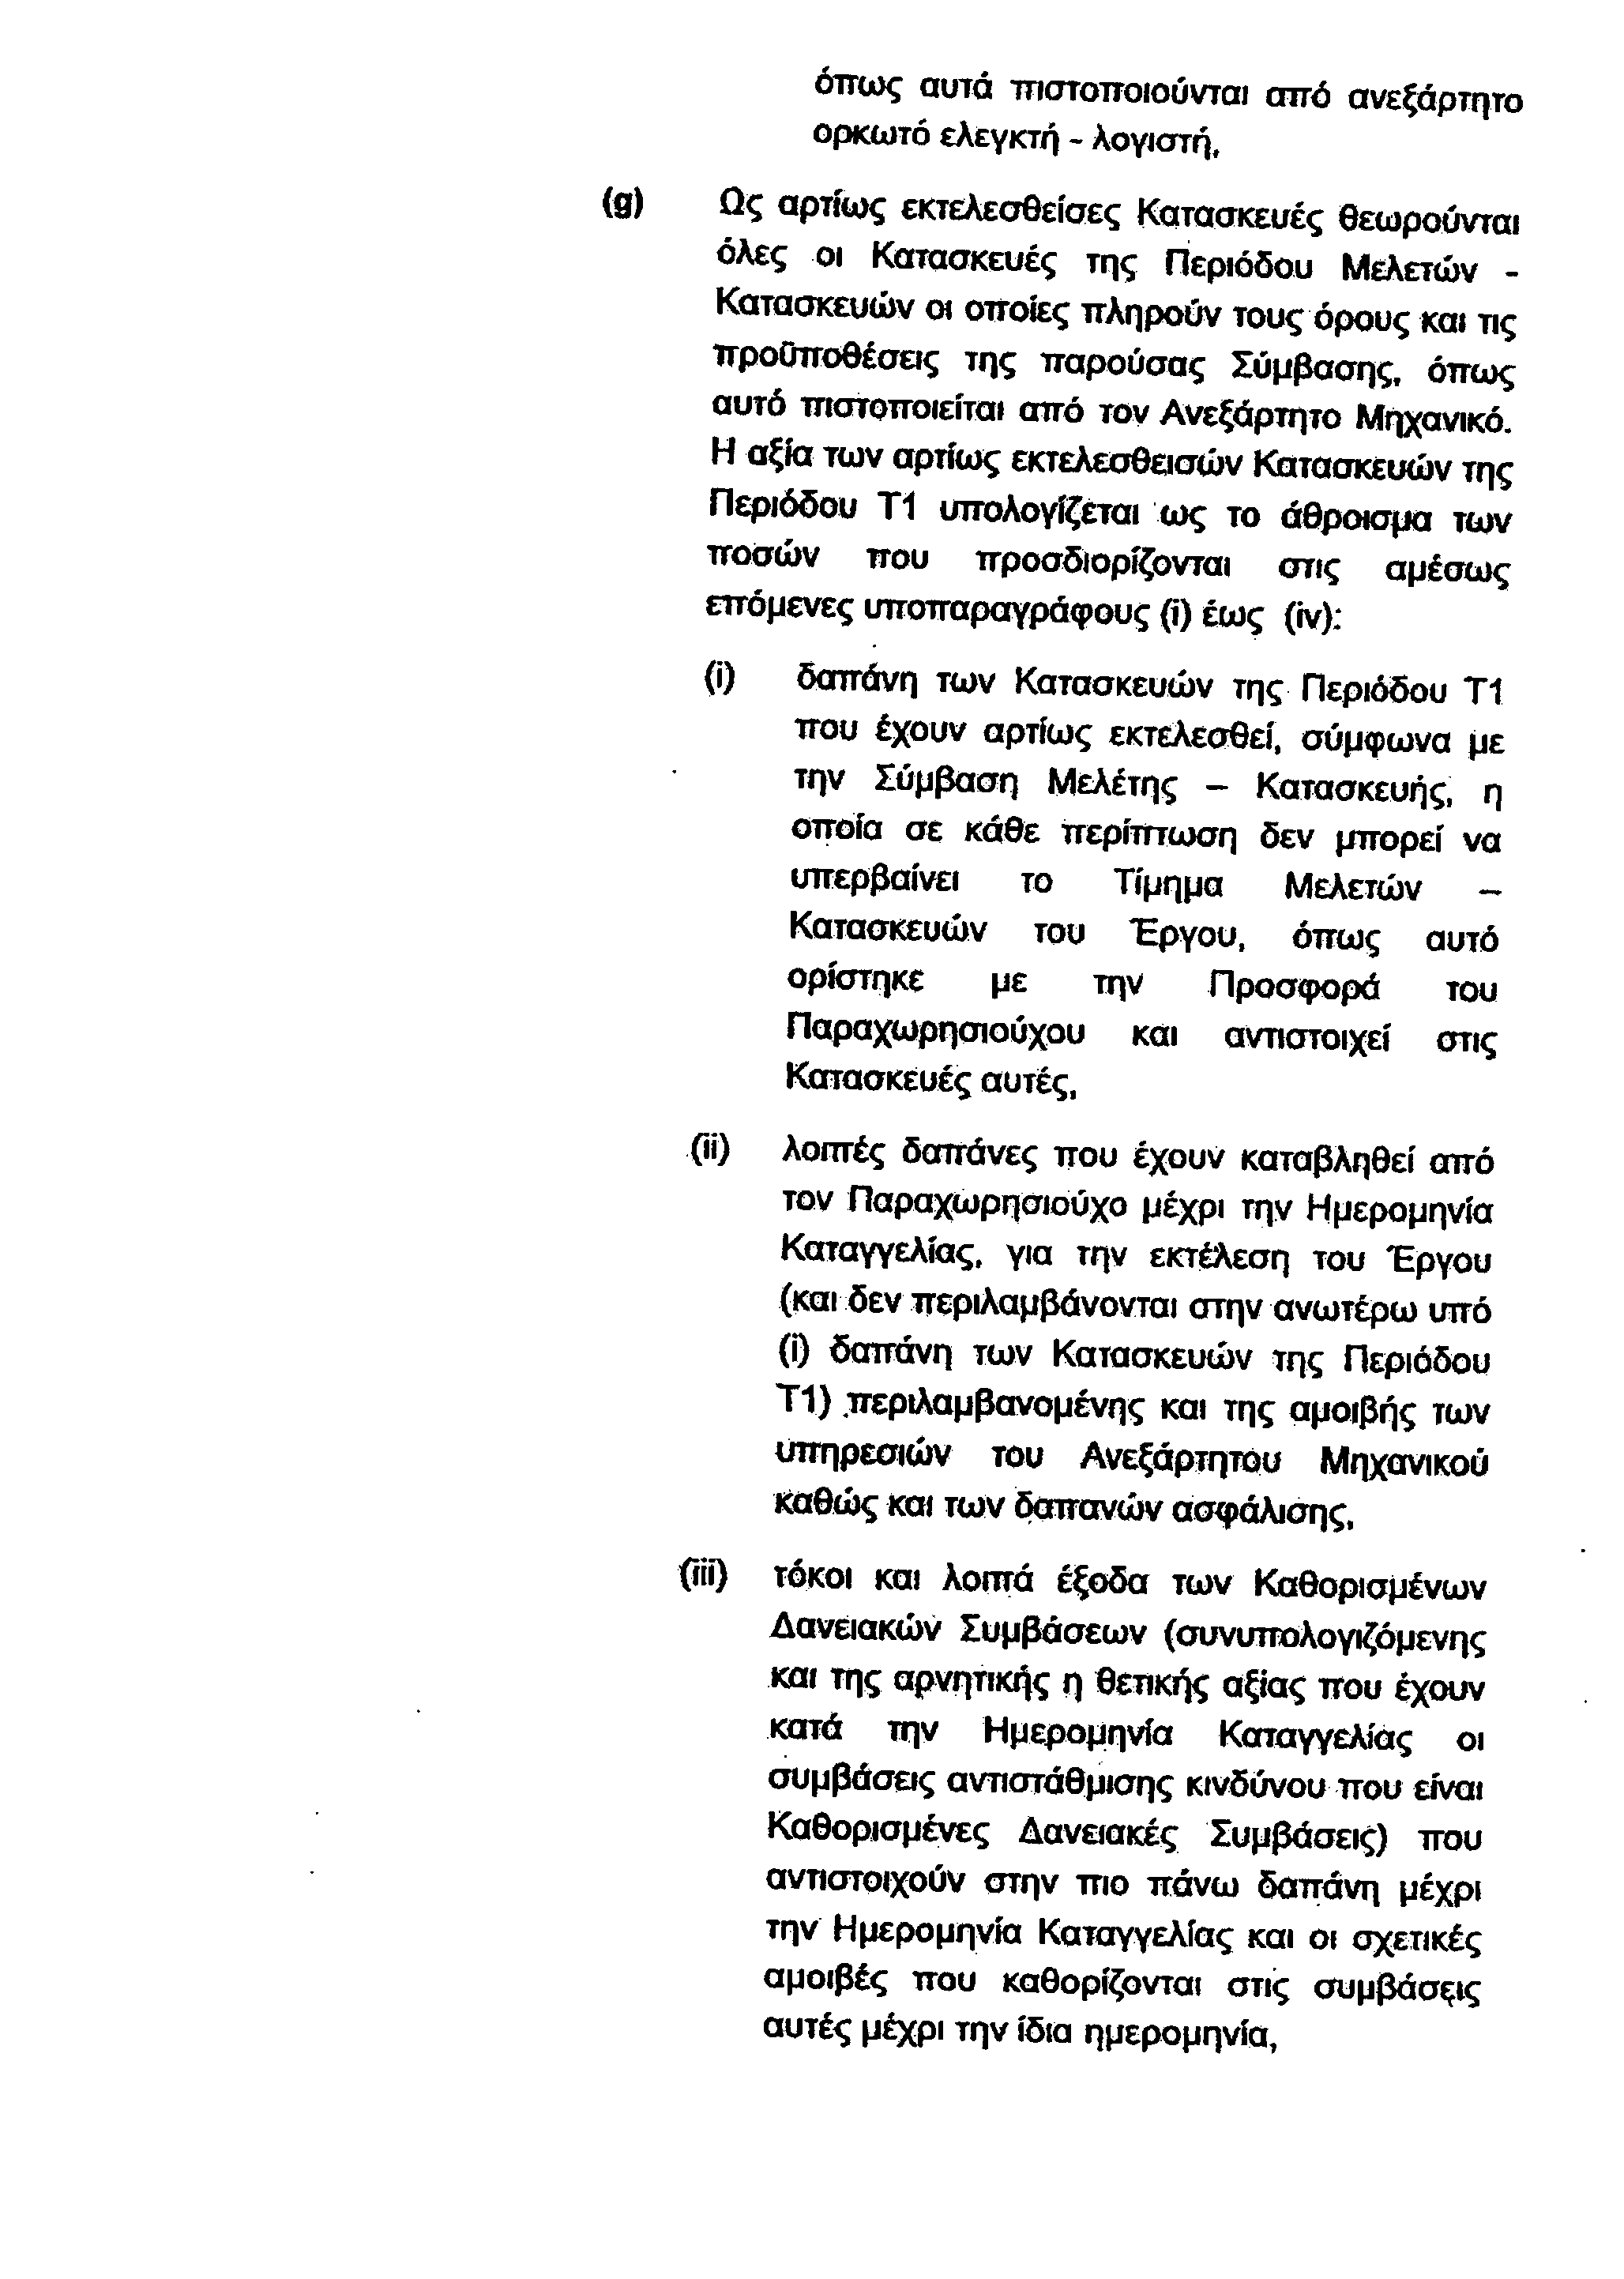 όπως αυτά πιστοποιούνται από ανεξάρτητο
ορκωτό ελεγκτή - λογιστή,
(g) Ως αρτίως εκτελεσθείσες Κατασκευές θεωρούνται
όλες οι Κατασκευές της Περιόδου Μελετών -
Κατασκευών οι οποίες πληρούν τους όρους και τις
προϋποθέσεις της παρούσας Σύμβασης, όπως
αυτό πιστοποιείται από τον Ανεξάρτητο Μηχανικό.
Η αξία των αρτίως εκτελεσθεισών Κατασκευών της
Περιόδου Τ1 υπολογίζεται ως το άθροισμα των
ποσών που προσδιορίζονται στις αμέσως
επόμενες υποπαραγράφους (i) έως (iv):
(i) δαπάνη των Κατασκευών της Περιόδου Τ1
που έχουν αρτίως εκτελεσθεί, σύμφωνα με
την Σύμβαση Μελέτης – Κατασκευής, η
οποία σε κάθε περίπτωση δεν μπορεί να
υπερβαίνει το Τίμημα Μελετών –
Κατασκευών του Έργου, όπως αυτό
ορίστηκε με την Προσφορά του
Παραχωρησιούχου και αντιστοιχεί στις
Κατασκευές αυτές,
(ii) λοιπές δαπάνες που έχουν καταβληθεί από
τον Παραχωρησιούχο μέχρι την Ημερομηνία
Καταγγελίας, για την εκτέλεση του Έργου
(και δεν περιλαμβάνονται στην ανωτέρω υπό
(i) δαπάνη των Κατασκευών της Περιόδου
Τ1) περιλαμβανομένης και της αμοιβής των
υπηρεσιών του Ανεξάρτητου Μηχανικού
καθώς και των δαπανών ασφάλισης,
(iii) τόκοι και λοιπά έξοδα των Καθορισμένων
Δανειακών Συμβάσεων (συνυπολογιζόμενης
και της αρνητικής η θετικής αξίας που έχουν
κατά την Ημερομηνία Καταγγελίας οι
συμβάσεις αντιστάθμισης κινδύνου που είναι
Καθορισμένες Δανειακές Συμβάσεις) που
αντιστοιχούν στην πιο πάνω δαπάνη μέχρι
την Ημερομηνία Καταγγελίας και οι σχετικές
αμοιβές που καθορίζονται στις συμβάσεις
αυτές μέχρι την ίδια ημερομηνία,